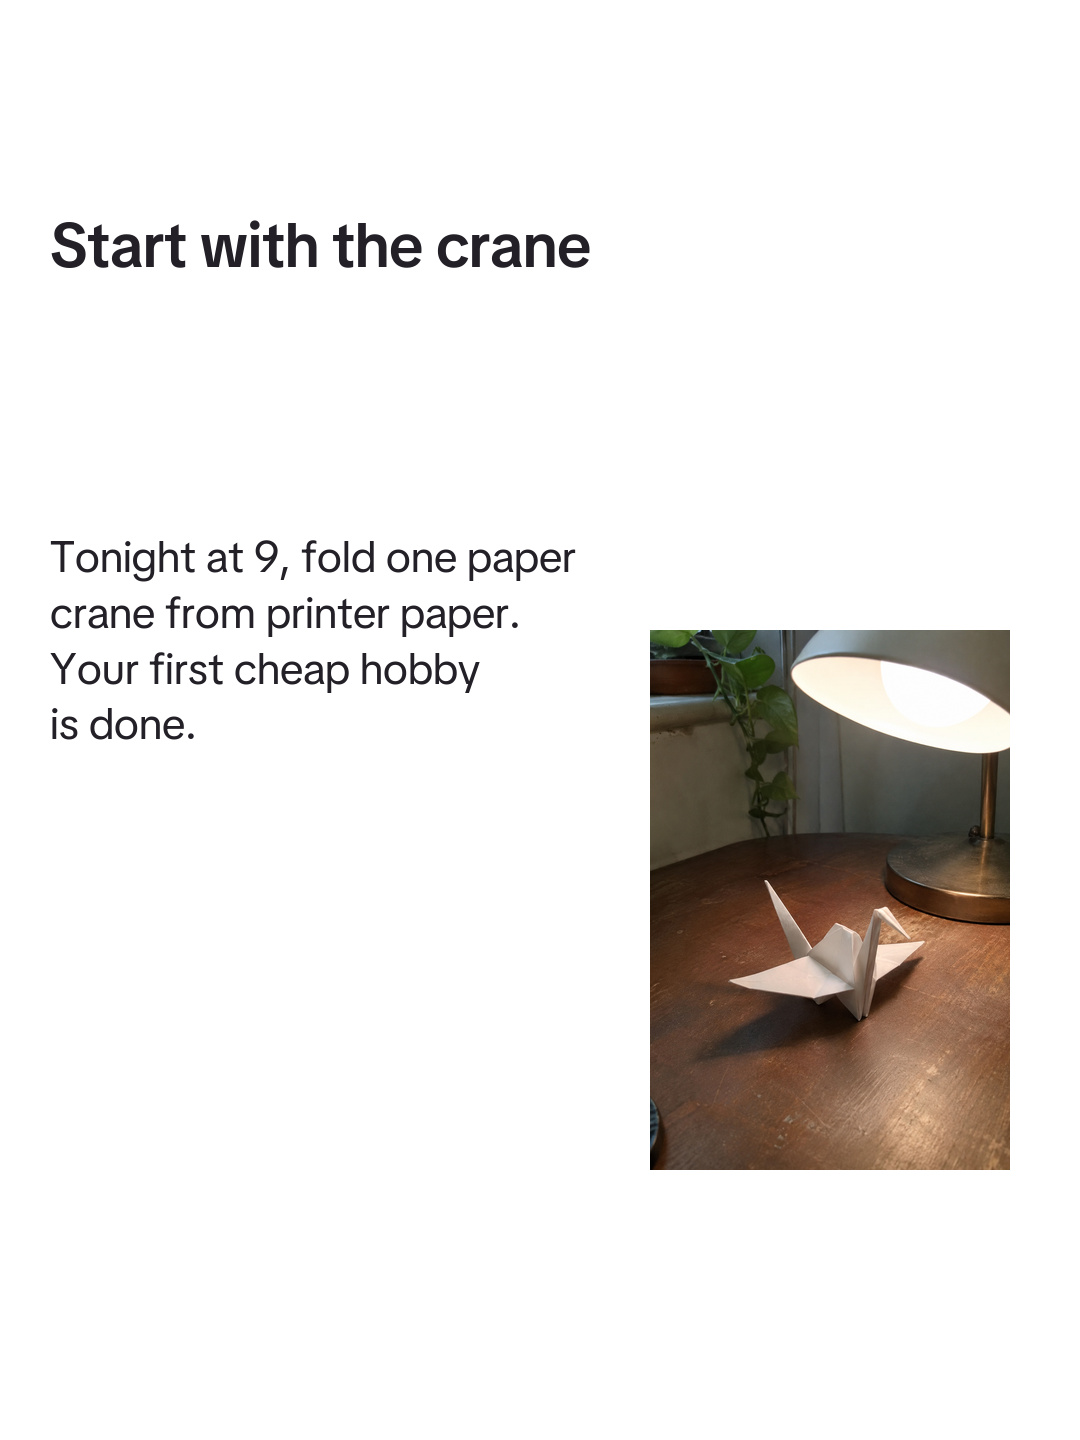 Start with the crane
Tonight at 9, fold one paper
crane from printer paper.
Your first cheap hobby
is done.